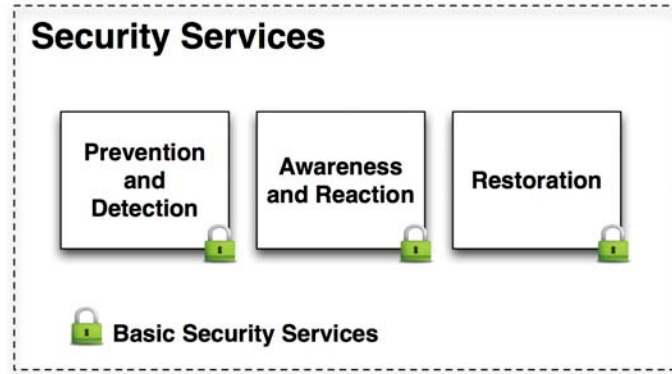 Security Services
Prevention
and
Detection
Awareness
and Reaction
Restoration
Basic Security Services